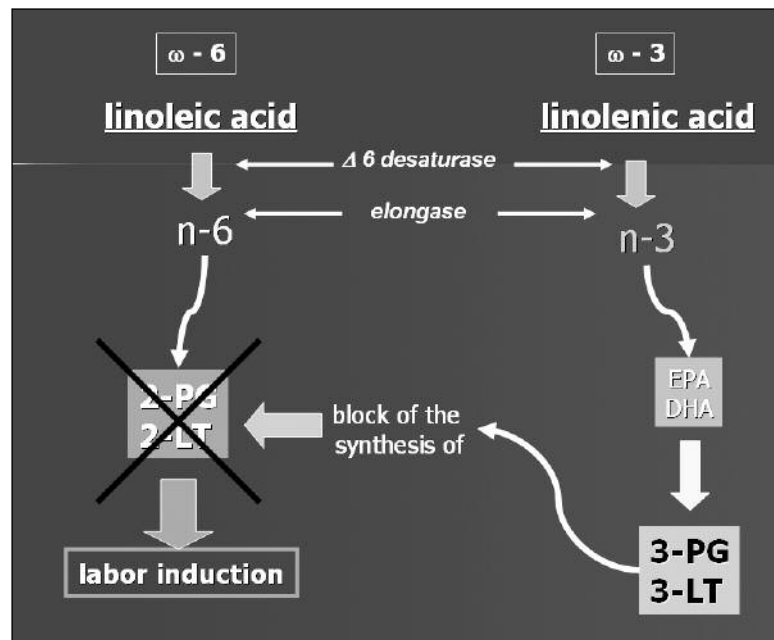 ω - 6
ω - 3
linoleic acid
linolenic acid
Δ 6 desaturase
elongase
n-6
n-3
2-PG
2-LT
block of the
synthesis of
EPA
DHA
3-PG
3-LT
labor induction